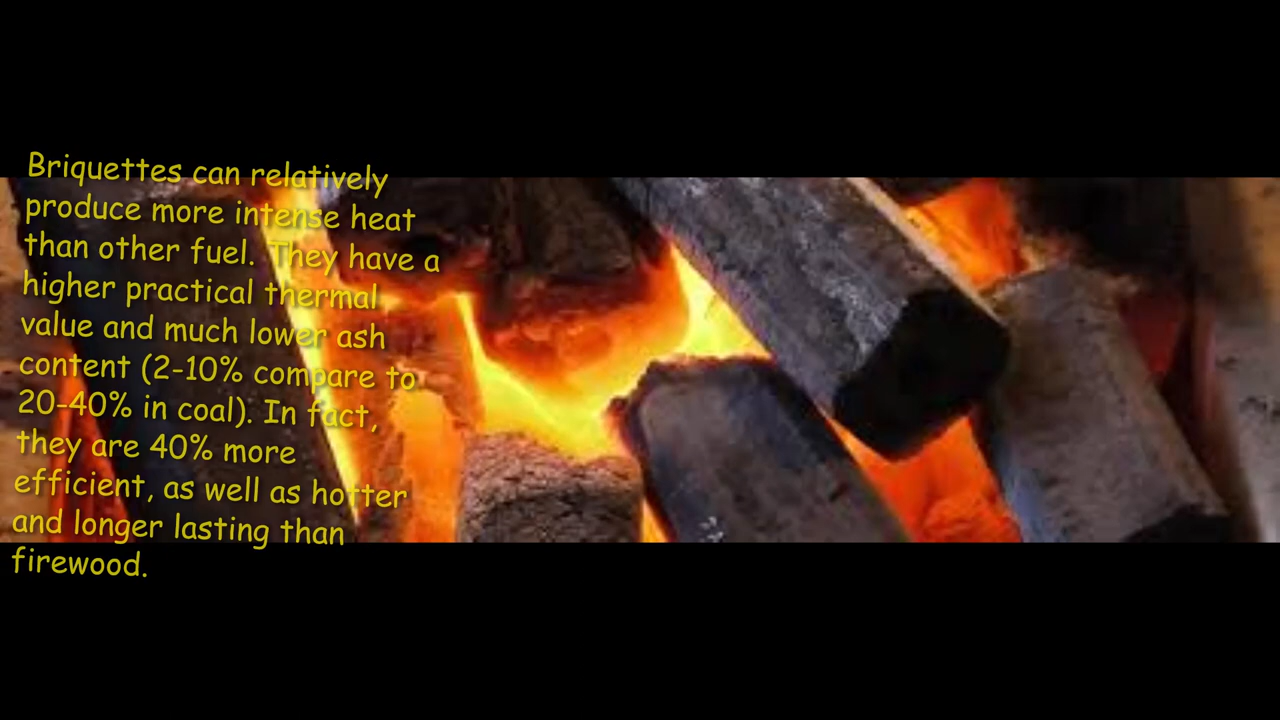 Briquettes can relatively
produce more intense heat
than other fuel. They have a
higher practical thermal
value and much lower ash
content (2-10% compare to
20-40% in coal). In fact,
they are 40% more
efficient, as well as hotter
and longer lasting than
firewood.